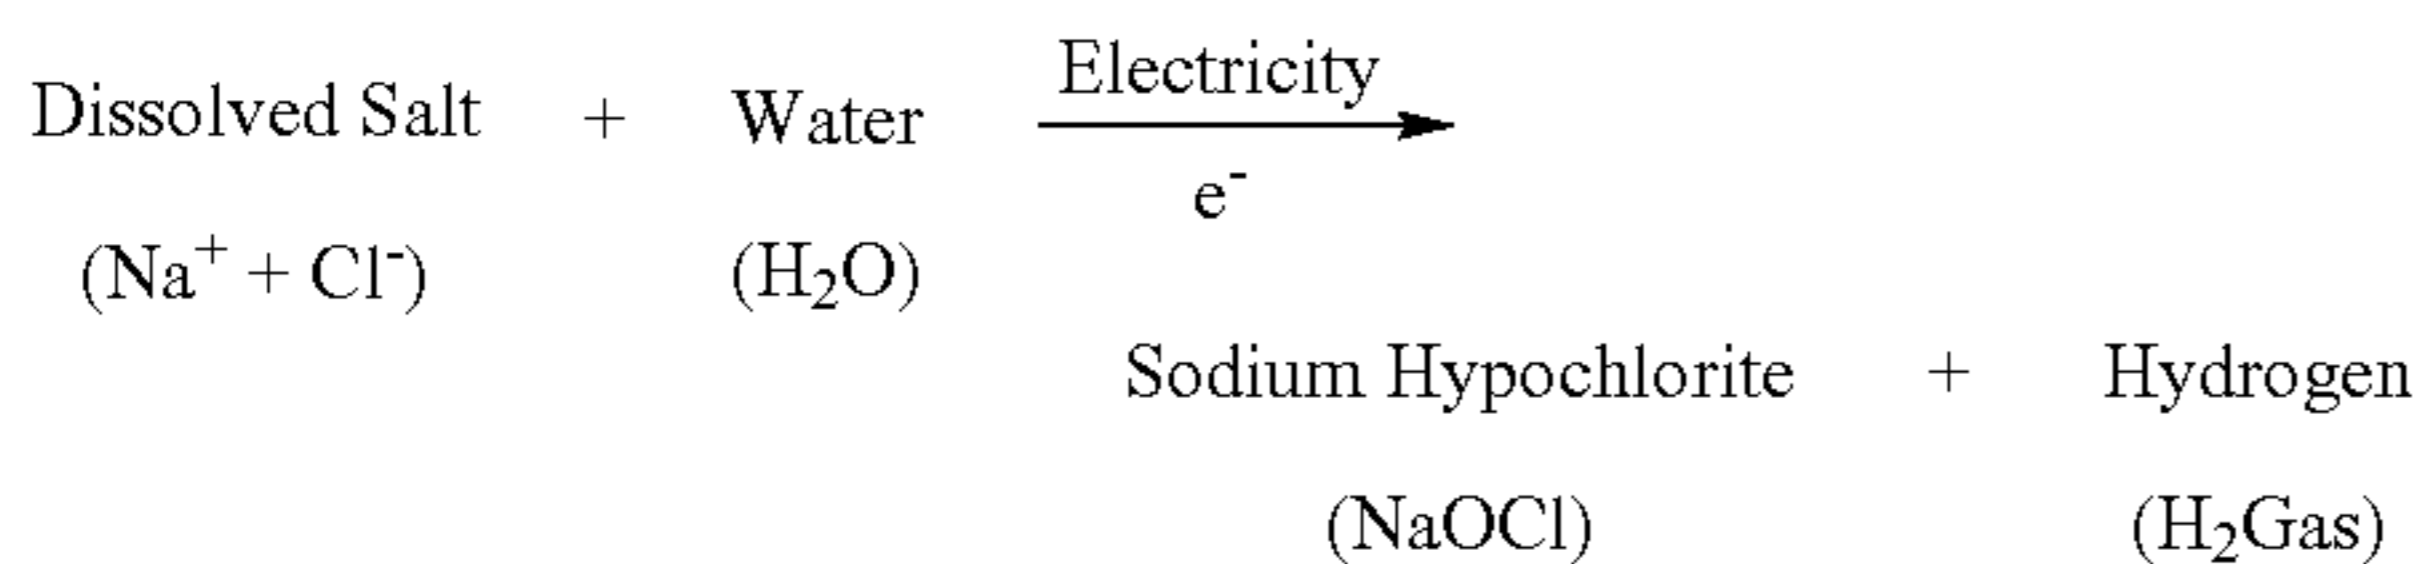 Electricity
Dissolved Salt + Water
e⁻
(Na⁺ + Cl⁻) (H₂O)
Sodium Hypochlorite + Hydrogen
(NaOCl) (H₂Gas)